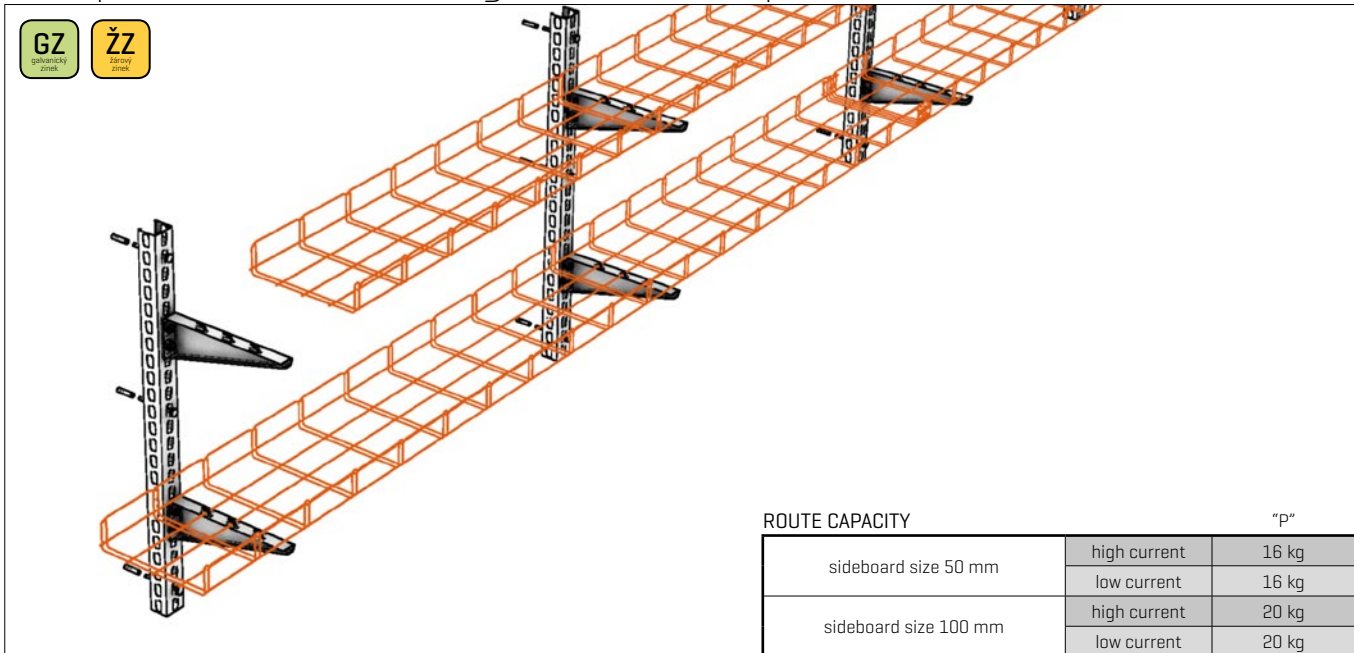 GZ
galvanický
zinek
ŽZ
žárový
zinek
ROUTE CAPACITY "P"
sideboard size 50 mm
high current 16 kg
low current 16 kg
sideboard size 100 mm
high current 20 kg
low current 20 kg